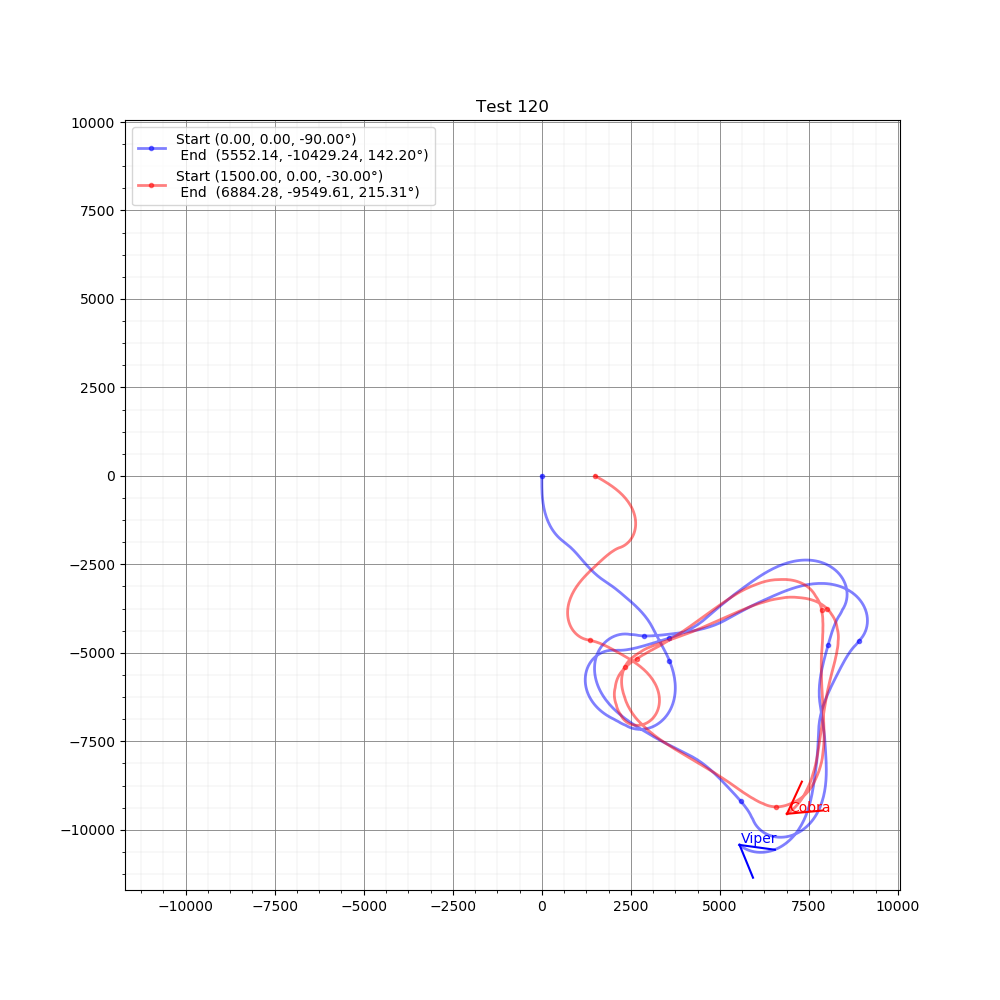 Test 120
Start (0.00, 0.00, -90.00°)
End (5552.14, -10429.24, 142.20°)
Start (1500.00, 0.00, -30.00°)
End (6884.28, -9549.61, 215.31°)
10000
7500
5000
2500
0
−2500
−5000
−7500
−10000
Cobra
Viper
−10000 −7500 −5000 −2500 0 2500 5000 7500 10000